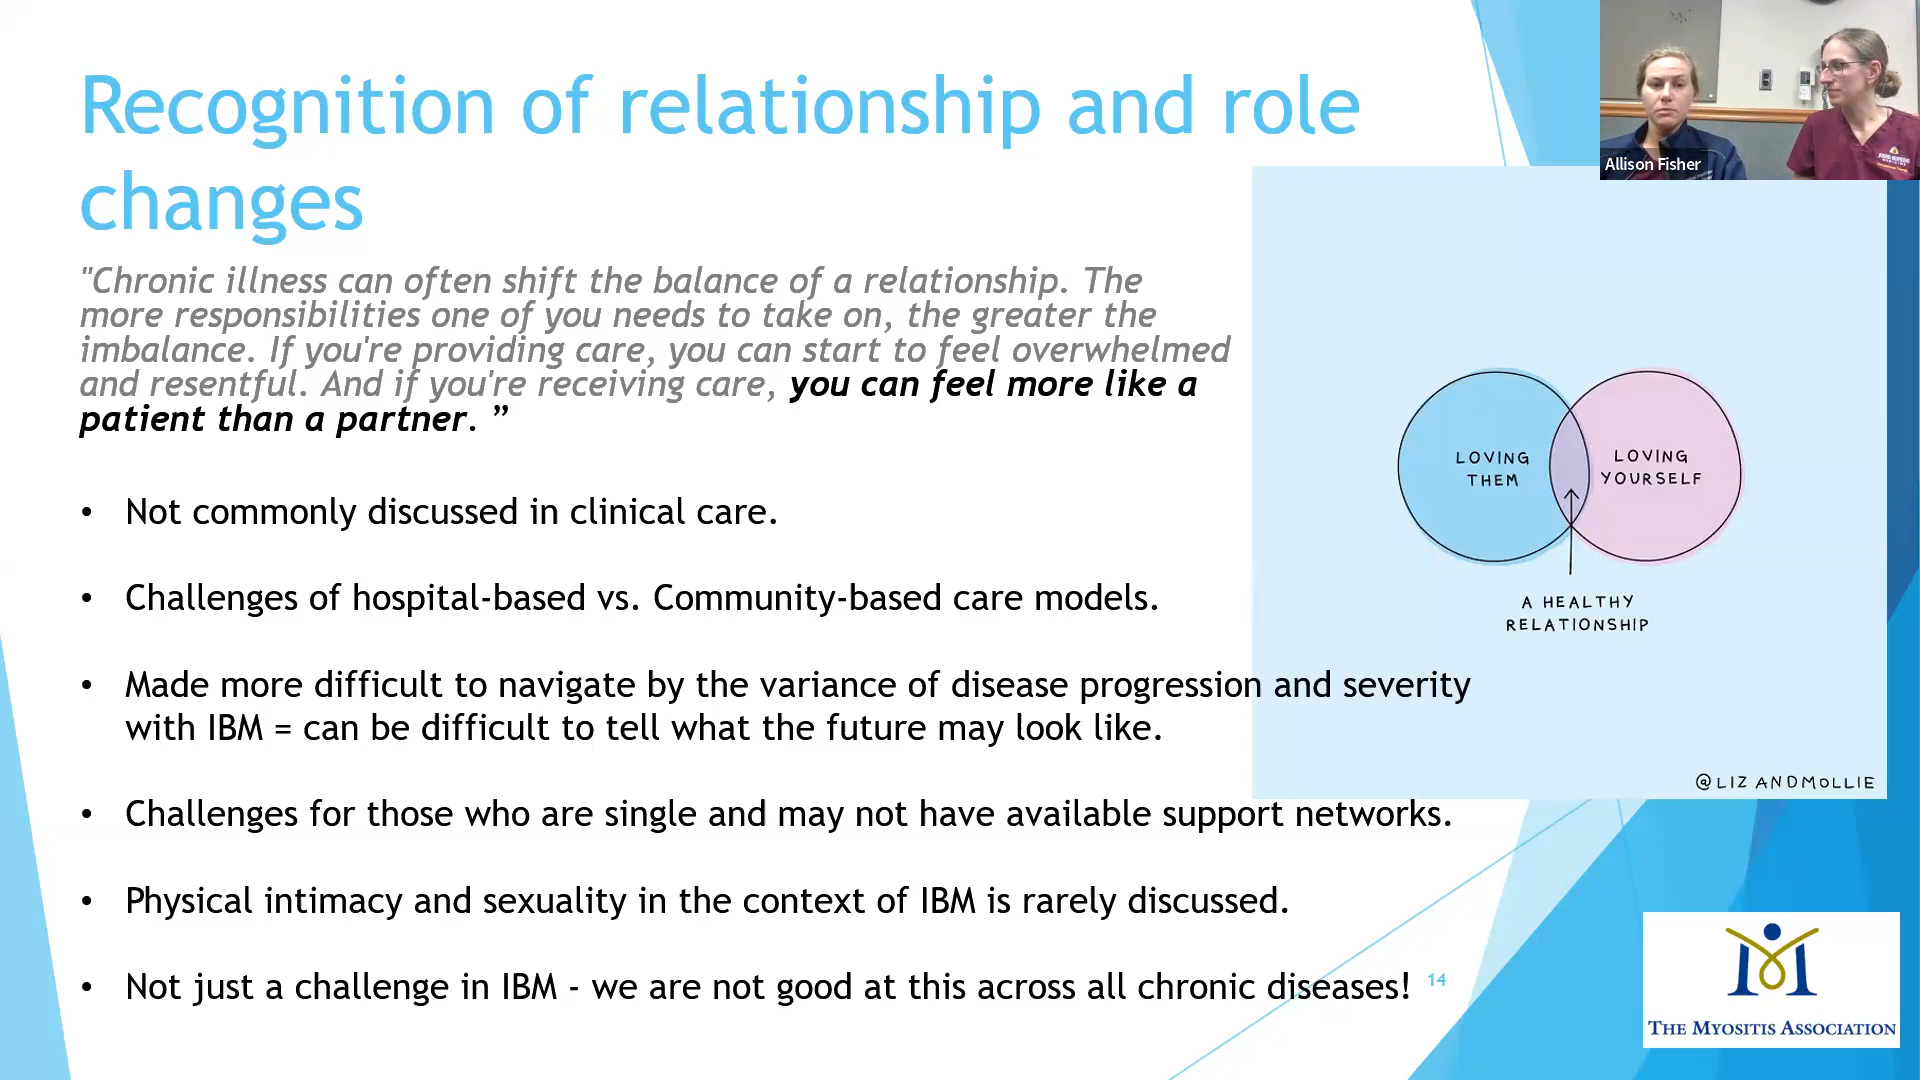 Recognition of relationship and role
changes
"Chronic illness can often shift the balance of a relationship. The
more responsibilities one of you needs to take on, the greater the
imbalance. If you're providing care, you can start to feel overwhelmed
and resentful. And if you're receiving care, you can feel more like a
patient than a partner. ”
• Not commonly discussed in clinical care.
• Challenges of hospital-based vs. Community-based care models.
• Made more difficult to navigate by the variance of disease progression and severity
with IBM = can be difficult to tell what the future may look like.
• Challenges for those who are single and may not have available support networks.
• Physical intimacy and sexuality in the context of IBM is rarely discussed.
• Not just a challenge in IBM - we are not good at this across all chronic diseases!
14
LOVING
THEM
LOVING
YOURSELF
A HEALTHY
RELATIONSHIP
@LIZANDMOLLIE
Allison Fisher
JOHNS HOPKINS
MEDICINE
THE MYOSITIS ASSOCIATION